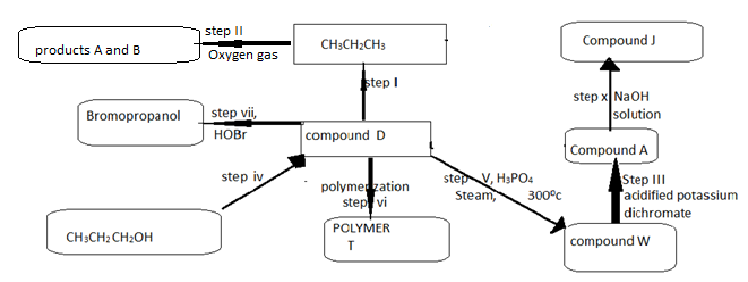 products A and B
step II
Oxygen gas
CH₃CH₂CH₃
Compound J
step I
step x
NaOH
solution
Bromopropanol
step vii,
HOBr
compound D
Compound A
step iv
polymerization
step vi
step V, H₃PO₄
Steam, 300⁰c
Step III
acidified potassium
dichromate
CH₃CH₂CH₂OH
POLYMER
T
compound W